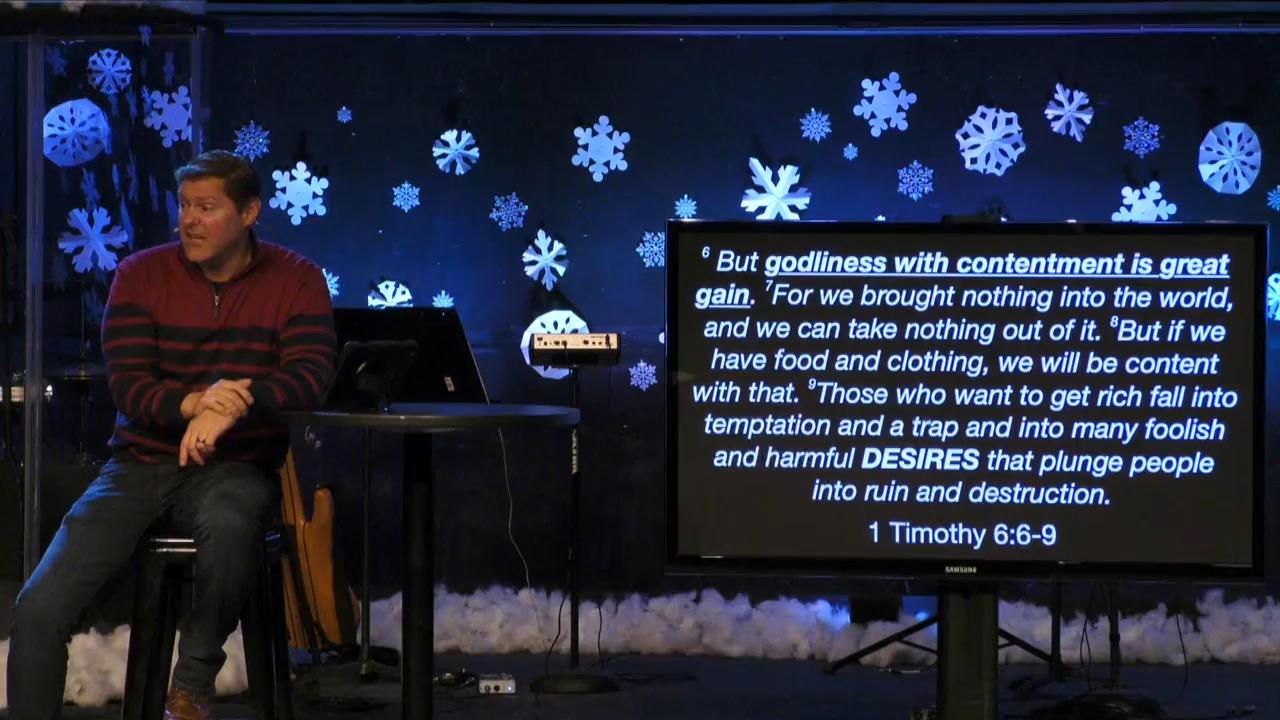 ⁶ But godliness with contentment is great
gain. ⁷For we brought nothing into the world,
and we can take nothing out of it. ⁸But if we
have food and clothing, we will be content
with that. ⁹Those who want to get rich fall into
temptation and a trap and into many foolish
and harmful DESIRES that plunge people
into ruin and destruction.
1 Timothy 6:6-9
SAMSUNG